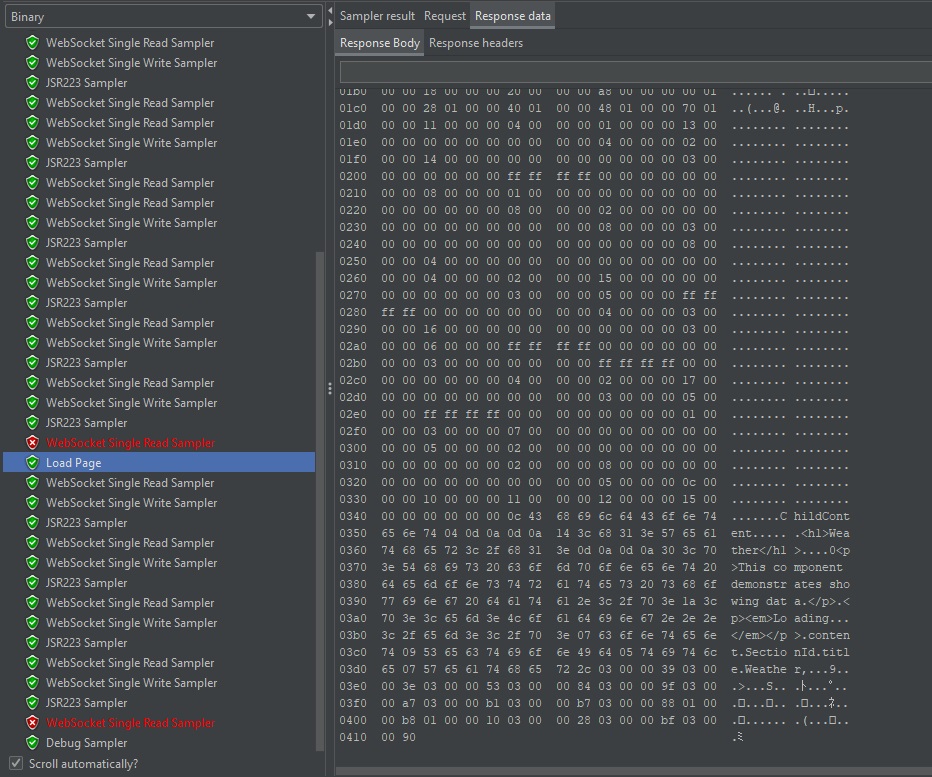 Binary
WebSocket Single Read Sampler
WebSocket Single Write Sampler
JSR223 Sampler
WebSocket Single Read Sampler
WebSocket Single Read Sampler
WebSocket Single Write Sampler
JSR223 Sampler
WebSocket Single Read Sampler
WebSocket Single Read Sampler
WebSocket Single Write Sampler
JSR223 Sampler
WebSocket Single Read Sampler
WebSocket Single Write Sampler
JSR223 Sampler
WebSocket Single Read Sampler
WebSocket Single Write Sampler
JSR223 Sampler
WebSocket Single Read Sampler
WebSocket Single Write Sampler
JSR223 Sampler
WebSocket Single Read Sampler
Load Page
WebSocket Single Read Sampler
WebSocket Single Write Sampler
JSR223 Sampler
WebSocket Single Read Sampler
WebSocket Single Write Sampler
JSR223 Sampler
WebSocket Single Read Sampler
WebSocket Single Write Sampler
JSR223 Sampler
WebSocket Single Read Sampler
WebSocket Single Write Sampler
JSR223 Sampler
WebSocket Single Read Sampler
Debug Sampler
Scroll automatically?
Sampler result Request Response data
Response Body Response headers
01b0 00 00 18 00 00 00 20 00 00 00 a8 00 00 00 00 01 ...... . ..□.....
01c0 00 00 28 01 00 00 40 01 00 00 48 01 00 00 70 01 ..(...@. ..H...p.
01d0 00 00 11 00 00 00 04 00 00 00 01 00 00 00 13 00 ........ ........
01e0 00 00 00 00 00 00 00 00 00 00 04 00 00 00 02 00 ........ ........
01f0 00 00 14 00 00 00 00 00 00 00 00 00 00 00 03 00 ........ ........
0200 00 00 00 00 00 00 ff ff ff ff 00 00 00 00 00 00 ........ ........
0210 00 00 08 00 00 00 01 00 00 00 00 00 00 00 00 00 ........ ........
0220 00 00 00 00 00 00 08 00 00 00 02 00 00 00 00 00 ........ ........
0230 00 00 00 00 00 00 00 00 00 00 08 00 00 00 03 00 ........ ........
0240 00 00 00 00 00 00 00 00 00 00 00 00 00 00 08 00 ........ ........
0250 00 00 04 00 00 00 00 00 00 00 00 00 00 00 00 00 ........ ........
0260 00 00 04 00 00 00 02 00 00 00 15 00 00 00 00 00 ........ ........
0270 00 00 00 00 00 00 03 00 00 00 05 00 00 00 ff ff ........ ........
0280 ff ff 00 00 00 00 00 00 00 00 04 00 00 00 03 00 ........ ........
0290 00 00 16 00 00 00 00 00 00 00 00 00 00 00 03 00 ........ ........
02a0 00 00 06 00 00 00 ff ff ff ff 00 00 00 00 00 00 ........ ........
02b0 00 00 03 00 00 00 00 00 00 00 ff ff ff ff 00 00 ........ ........
02c0 00 00 00 00 00 00 04 00 00 00 02 00 00 00 17 00 ........ ........
02d0 00 00 00 00 00 00 00 00 00 00 03 00 00 00 05 00 ........ ........
02e0 00 00 ff ff ff ff 00 00 00 00 00 00 00 00 01 00 ........ ........
02f0 00 00 03 00 00 00 07 00 00 00 00 00 00 00 00 00 ........ ........
0300 00 00 05 00 00 00 02 00 00 00 00 00 00 00 00 00 ........ ........
0310 00 00 00 00 00 00 02 00 00 00 08 00 00 00 00 00 ........ ........
0320 00 00 00 00 00 00 00 00 00 00 05 00 00 00 0c 00 ........ ........
0330 00 00 10 00 00 00 11 00 00 00 12 00 00 00 15 00 ........ ........
0340 00 00 00 00 00 00 0c 43 68 69 6c 64 43 6f 6e 74 .......C hildCont
0350 65 6e 74 04 0d 0a 0d 0a 14 3c 68 31 3e 57 65 61 ent..... .<h1>Wea
0360 74 68 65 72 3c 2f 68 31 3e 0d 0a 0d 0a 30 3c 70 ther</h1 >....0<p
0370 3e 54 68 69 73 20 63 6f 6d 70 6f 6e 65 6e 74 20 >This co mponent
0380 64 65 6d 6f 6e 73 74 72 61 74 65 73 20 73 68 6f demonstr ates sho
0390 77 69 6e 67 20 64 61 74 61 2e 3c 2f 70 3e 1a 3c wing dat a.</p>.<
03a0 70 3e 3c 65 6d 3e 4c 6f 61 64 69 6e 67 2e 2e 2e p><em>Lo ading...
03b0 3c 2f 65 6d 3e 3c 2f 70 3e 07 63 6f 6e 74 65 6e </em></p >.conten
03c0 74 09 53 65 63 74 69 6f 6e 49 64 05 74 69 74 6c t.Sectio nId.titl
03d0 65 07 57 65 61 74 68 65 72 2c 03 00 00 39 03 00 e.Weathe r,...9..
03e0 00 3e 03 00 00 53 03 00 00 84 03 00 00 9f 03 00
03f0 00 a7 03 00 00 b1 03 00 00 b7 03 00 00 88 01 00
0400 00 b8 01 00 00 10 03 00 00 28 03 00 00 bf 03 00 .□...... .(...□..
0410 00 90